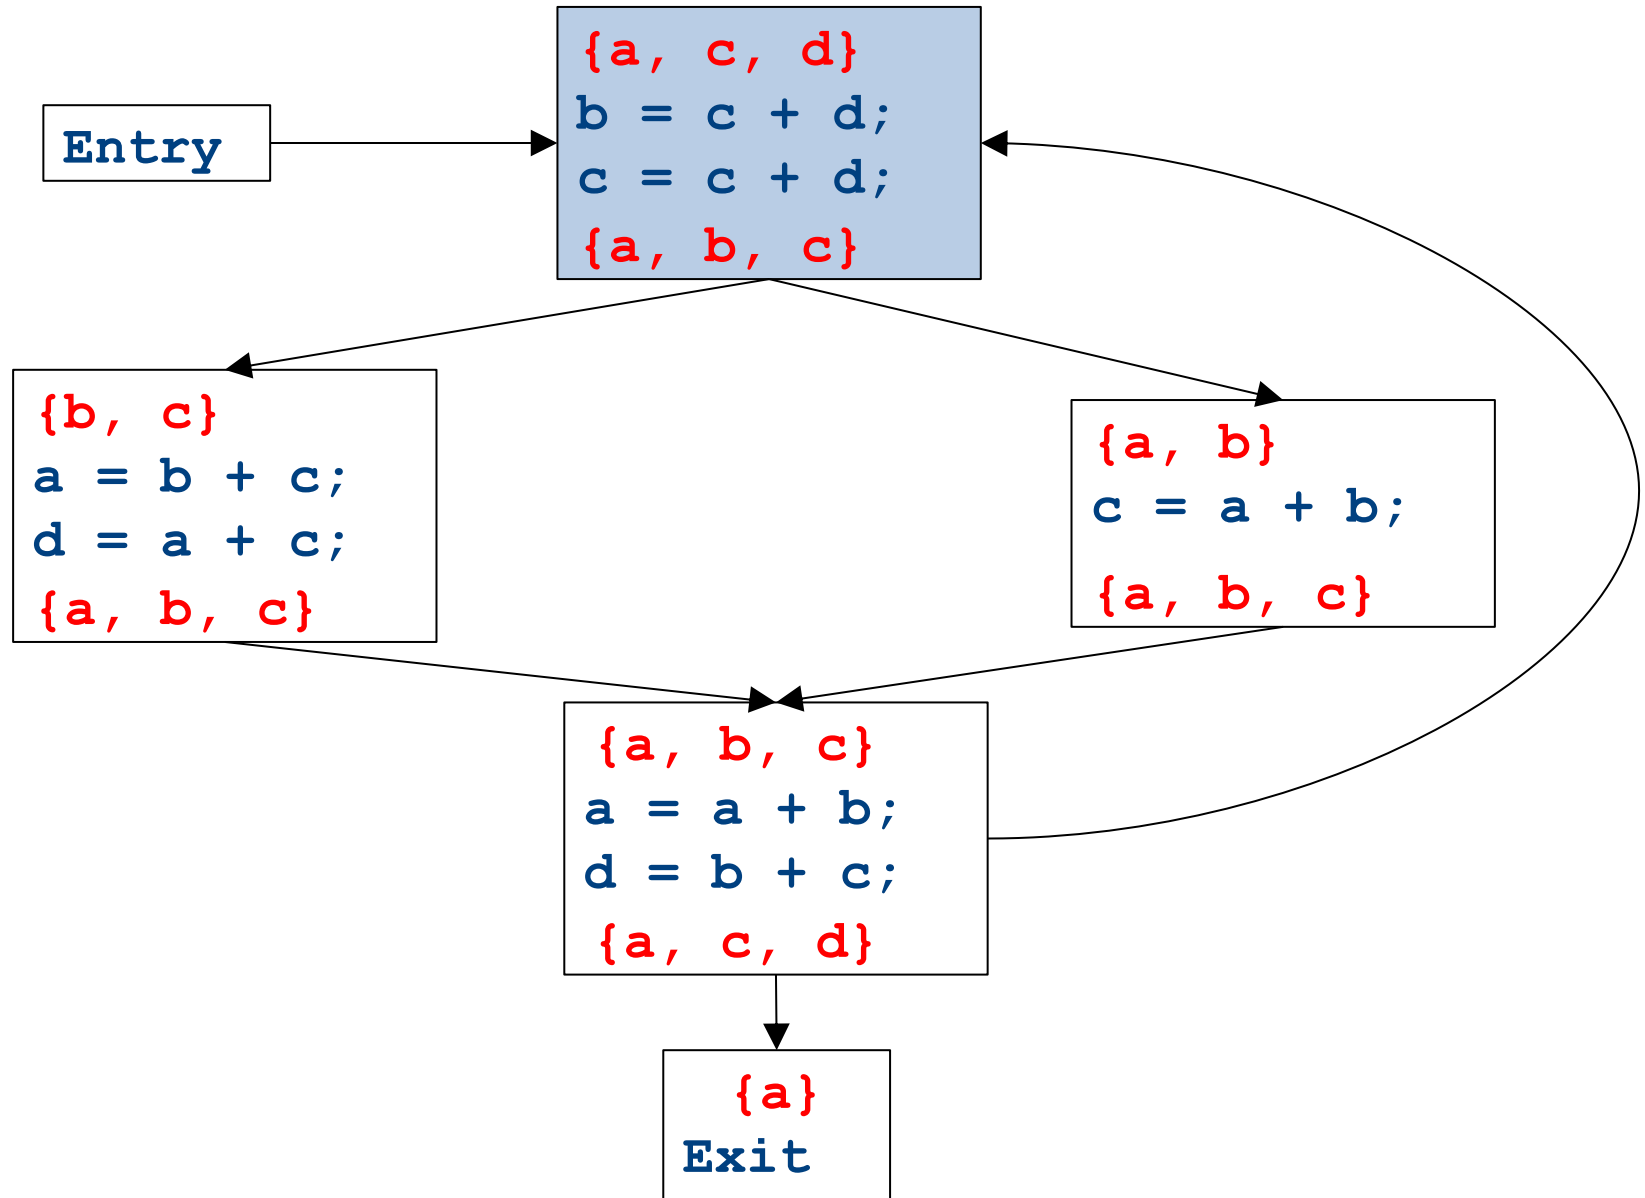 {a, c, d}
b = c + d;
c = c + d;
{a, b, c}
Entry
{b, c}
a = b + c;
d = a + c;
{a, b, c}
{a, b}
c = a + b;
{a, b, c}
{a, b, c}
a = a + b;
d = b + c;
{a, c, d}
{a}
Exit